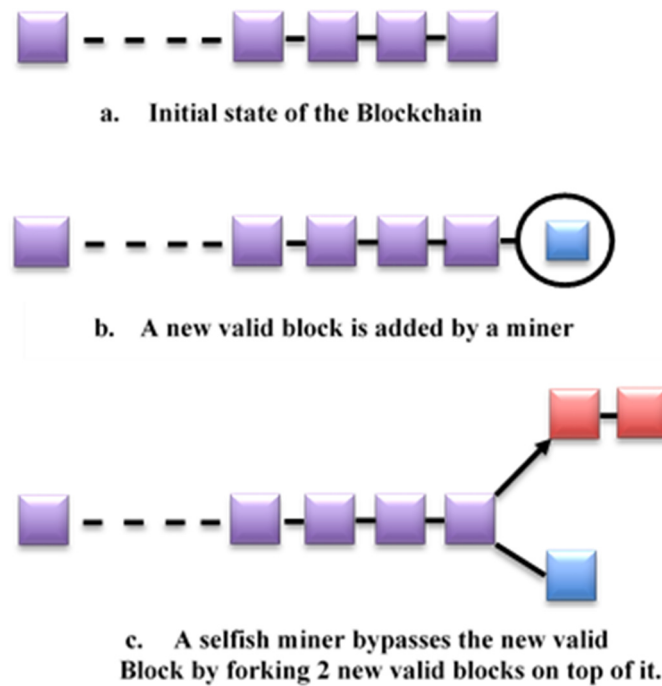 a. Initial state of the Blockchain
b. A new valid block is added by a miner
c. A selfish miner bypasses the new valid
Block by forking 2 new valid blocks on top of it.